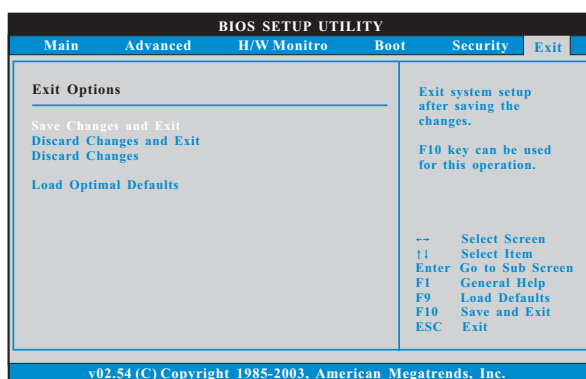 BIOS SETUP UTILITY
Main Advanced H/W Monitro Boot Security Exit
Exit Options
Save Changes and Exit
Discard Changes and Exit
Discard Changes
Load Optimal Defaults
Exit system setup
after saving the
changes.
F10 key can be used
for this operation.
←→ Select Screen
↑↓ Select Item
Enter Go to Sub Screen
F1 General Help
F9 Load Defaults
F10 Save and Exit
ESC Exit
v02.54 (C) Copyright 1985-2003, American Megatrends, Inc.